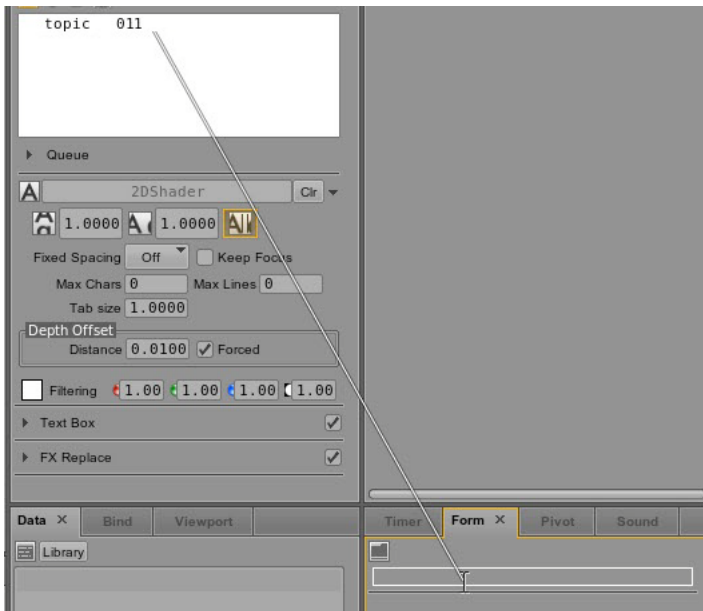 topic 011
Queue
2DShader Clr
1.0000 1.0000
Fixed Spacing Off Keep Focus
Max Chars 0 Max Lines 0
Tab size 1.0000
Depth Offset
Distance 0.0100 Forced
Filtering 1.00 1.00 1.00 1.00
Text Box
FX Replace
Data Bind Viewport
Library
Timer Form Pivot Sound